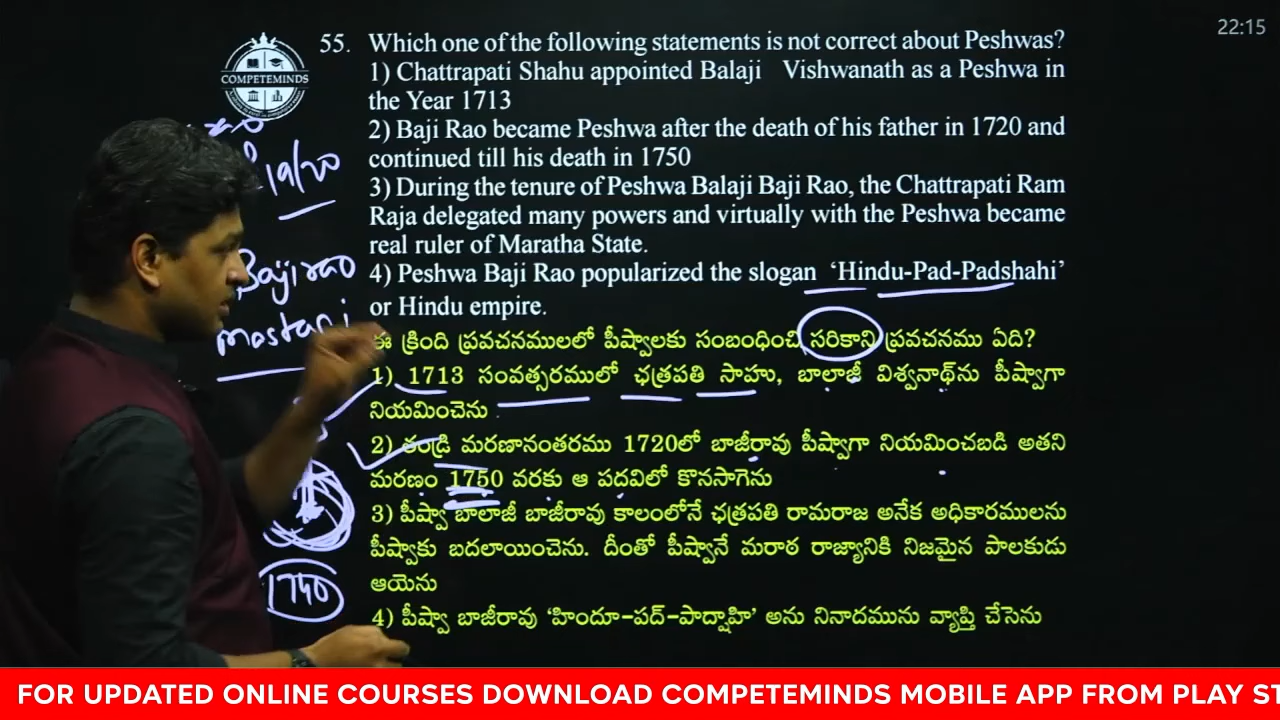 22:15
COMPETEMINDS
55. Which one of the following statements is not correct about Peshwas?
1) Chattrapati Shahu appointed Balaji Vishwanath as a Peshwa in
the Year 1713
2) Baji Rao became Peshwa after the death of his father in 1720 and
continued till his death in 1750
3) During the tenure of Peshwa Balaji Baji Rao, the Chattrapati Ram
Raja delegated many powers and virtually with the Peshwa became
real ruler of Maratha State.
4) Peshwa Baji Rao popularized the slogan ‘Hindu-Pad-Padshahi’
or Hindu empire.
19/20
Bajirao
mastani
1740
ఈ క్రింది ప్రవచనములలో పీష్వాలకు సంబంధించి సరికాని ప్రవచనము ఏది?
1) 1713 సంవత్సరములో ఛత్రపతి సాహు, బాలాజీ విశ్వనాథ్‌ను పీష్వాగా
నియమించెను
2) తండ్రి మరణానంతరము 1720లో బాజీరావు పీష్వాగా నియమించబడి అతని
మరణం 1750 వరకు ఆ పదవిలో కొనసాగెను
3) పీష్వా బాలాజీ బాజీరావు కాలంలోనే ఛత్రపతి రామరాజ అనేక అధికారములను
పీష్వాకు బదలాయించెను. దీంతో పీష్వానే మరాఠ రాజ్యానికి నిజమైన పాలకుడు
ఆయెను
4) పీష్వా బాజీరావు ‘హిందూ-పద్-పాద్షాహి’ అను నినాదమును వ్యాప్తి చేసెను
FOR UPDATED ONLINE COURSES DOWNLOAD COMPETEMINDS MOBILE APP FROM PLAY ST